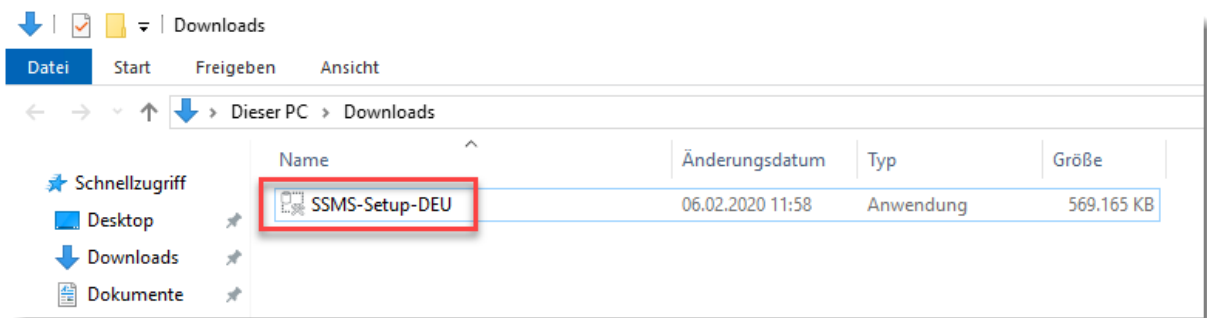 Downloads
Datei Start Freigeben Ansicht
Dieser PC > Downloads
Name Änderungsdatum Typ Größe
Schnellzugriff
SSMS-Setup-DEU 06.02.2020 11:58 Anwendung 569.165 KB
Desktop
Downloads
Dokumente